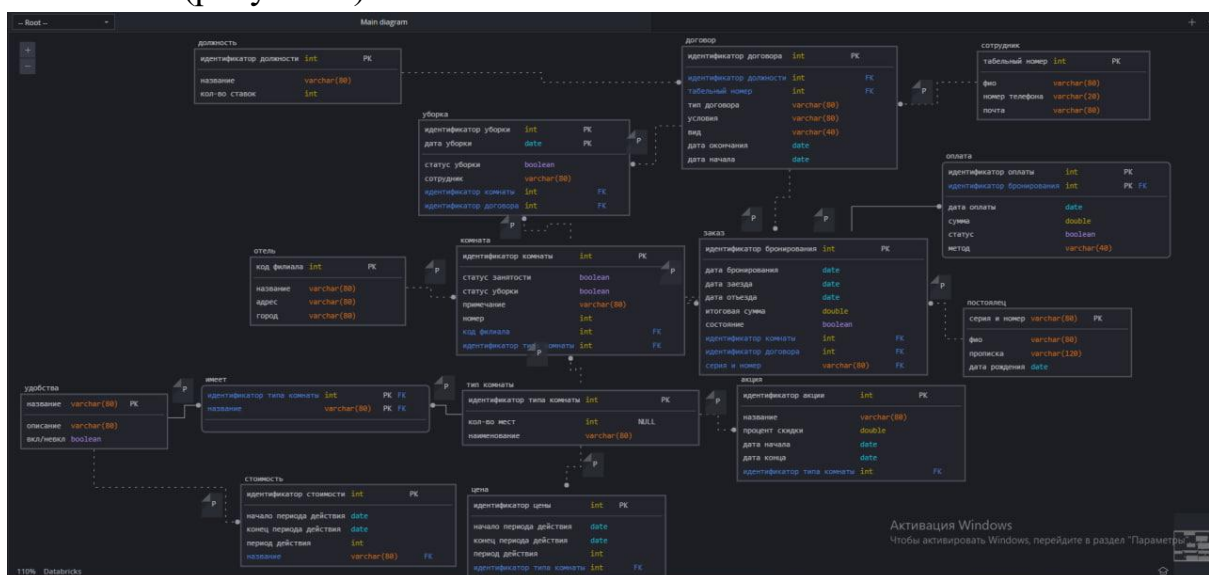 (рисунок
-- Root --
Main diagram
должность
идентификатор должности int PK
название varchar(80)
кол-во ставок int
договор
идентификатор договора int PK
идентификатор должности int FK
табельный номер int FK
тип договора varchar(80)
условия varchar(80)
вид varchar(40)
дата окончания date
дата начала date
сотрудник
табельный номер int PK
фио varchar(80)
номер телефона varchar(20)
почта varchar(80)
уборка
идентификатор уборки int PK
дата уборки date PK
статус уборки boolean
сотрудник varchar(80)
идентификатор комнаты int FK
идентификатор договора int FK
оплата
идентификатор оплаты int PK
идентификатор бронирования int PK FK
дата оплаты date
сумма double
статус boolean
метод varchar(40)
отель
код филиала int PK
название varchar(80)
адрес varchar(80)
город varchar(80)
комната
идентификатор комнаты int PK
статус занятости boolean
статус уборки boolean
примечание varchar(80)
номер int
код филиала int FK
идентификатор типа комнаты int FK
заказ
идентификатор бронирования int PK
дата бронирования date
дата заезда date
дата отъезда date
итоговая сумма double
состояние boolean
идентификатор комнаты int FK
идентификатор договора int FK
серия и номер varchar(80) FK
постоялец
серия и номер varchar(80) PK
фио varchar(80)
прописка varchar(120)
дата рождения date
удобства
название varchar(80) PK
описание varchar(80)
вкл/невкл boolean
имеет
идентификатор типа комнаты int PK FK
название varchar(80) PK FK
тип комнаты
идентификатор типа комнаты int PK
кол-во мест int NULL
наименование varchar(80)
акция
идентификатор акции int PK
название varchar(80)
процент скидки double
дата начала date
дата конца date
идентификатор типа комнаты int FK
стоимость
идентификатор стоимости int PK
начало периода действия date
конец периода действия date
период действия int
название varchar(80) FK
цена
идентификатор цены int PK
начало периода действия date
конец периода действия date
период действия int
идентификатор типа комнаты int FK
P
P
P
P
P
P
P
P
P
P
P
P
P
P
Активация Windows
Чтобы активировать Windows, перейдите в раздел "Параметры".
110% Databricks